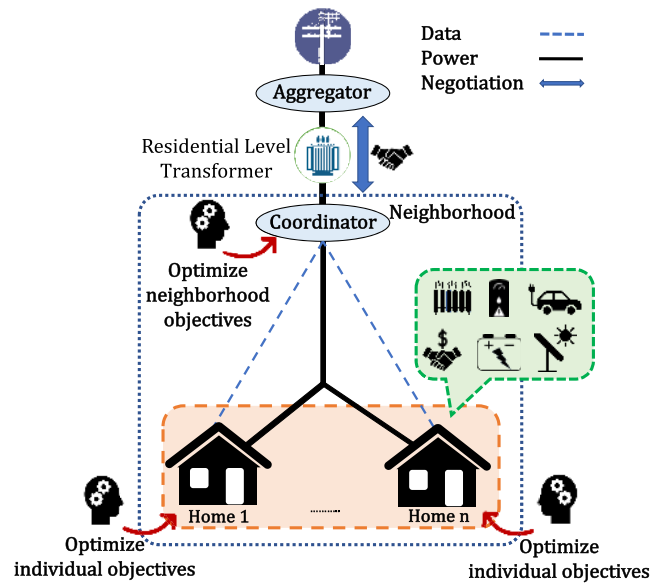 Data
Power
Negotiation
Aggregator
Residential Level
Transformer
Neighborhood
Coordinator
Optimize
neighborhood
objectives
$
+ -
Home 1
...........
Home n
Optimize
individual objectives
Optimize
individual objectives